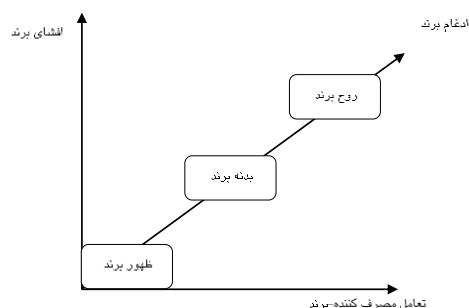 ادغام برند
افشای برند
روح برند
بدنه برند
ظهور برند
تعامل مصرف کننده-برند